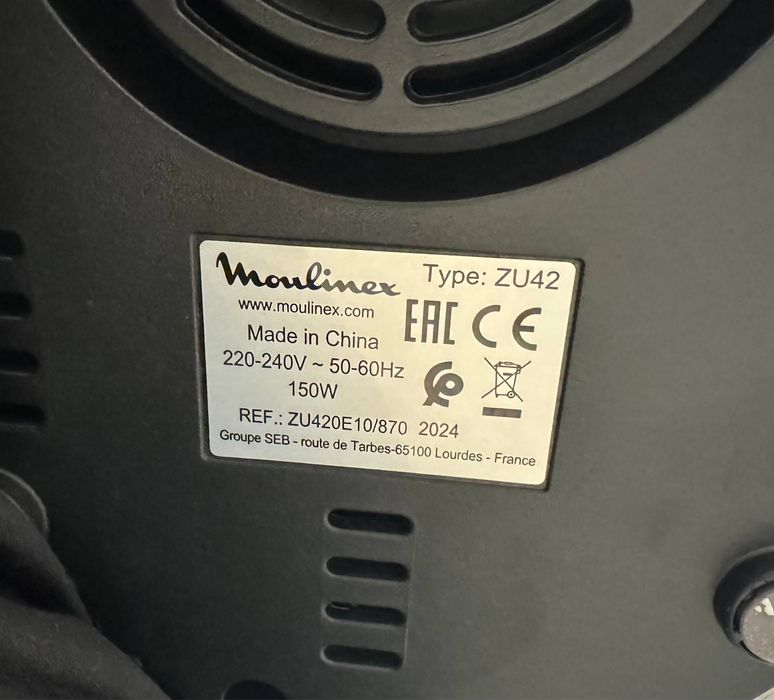 Moulinex Type: ZU42
www.moulinex.com
EAC CE
Made in China
220-240V ~ 50-60Hz
150W
REF.: ZU420E10/870 2024
Groupe SEB - route de Tarbes-65100 Lourdes - France